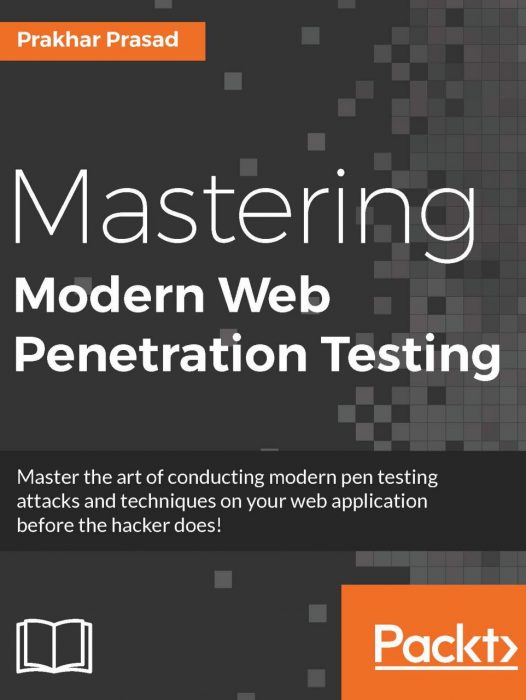 Prakhar Prasad
Mastering
Modern Web
Penetration Testing
Master the art of conducting modern pen testing
attacks and techniques on your web application
before the hacker does!
Packt>